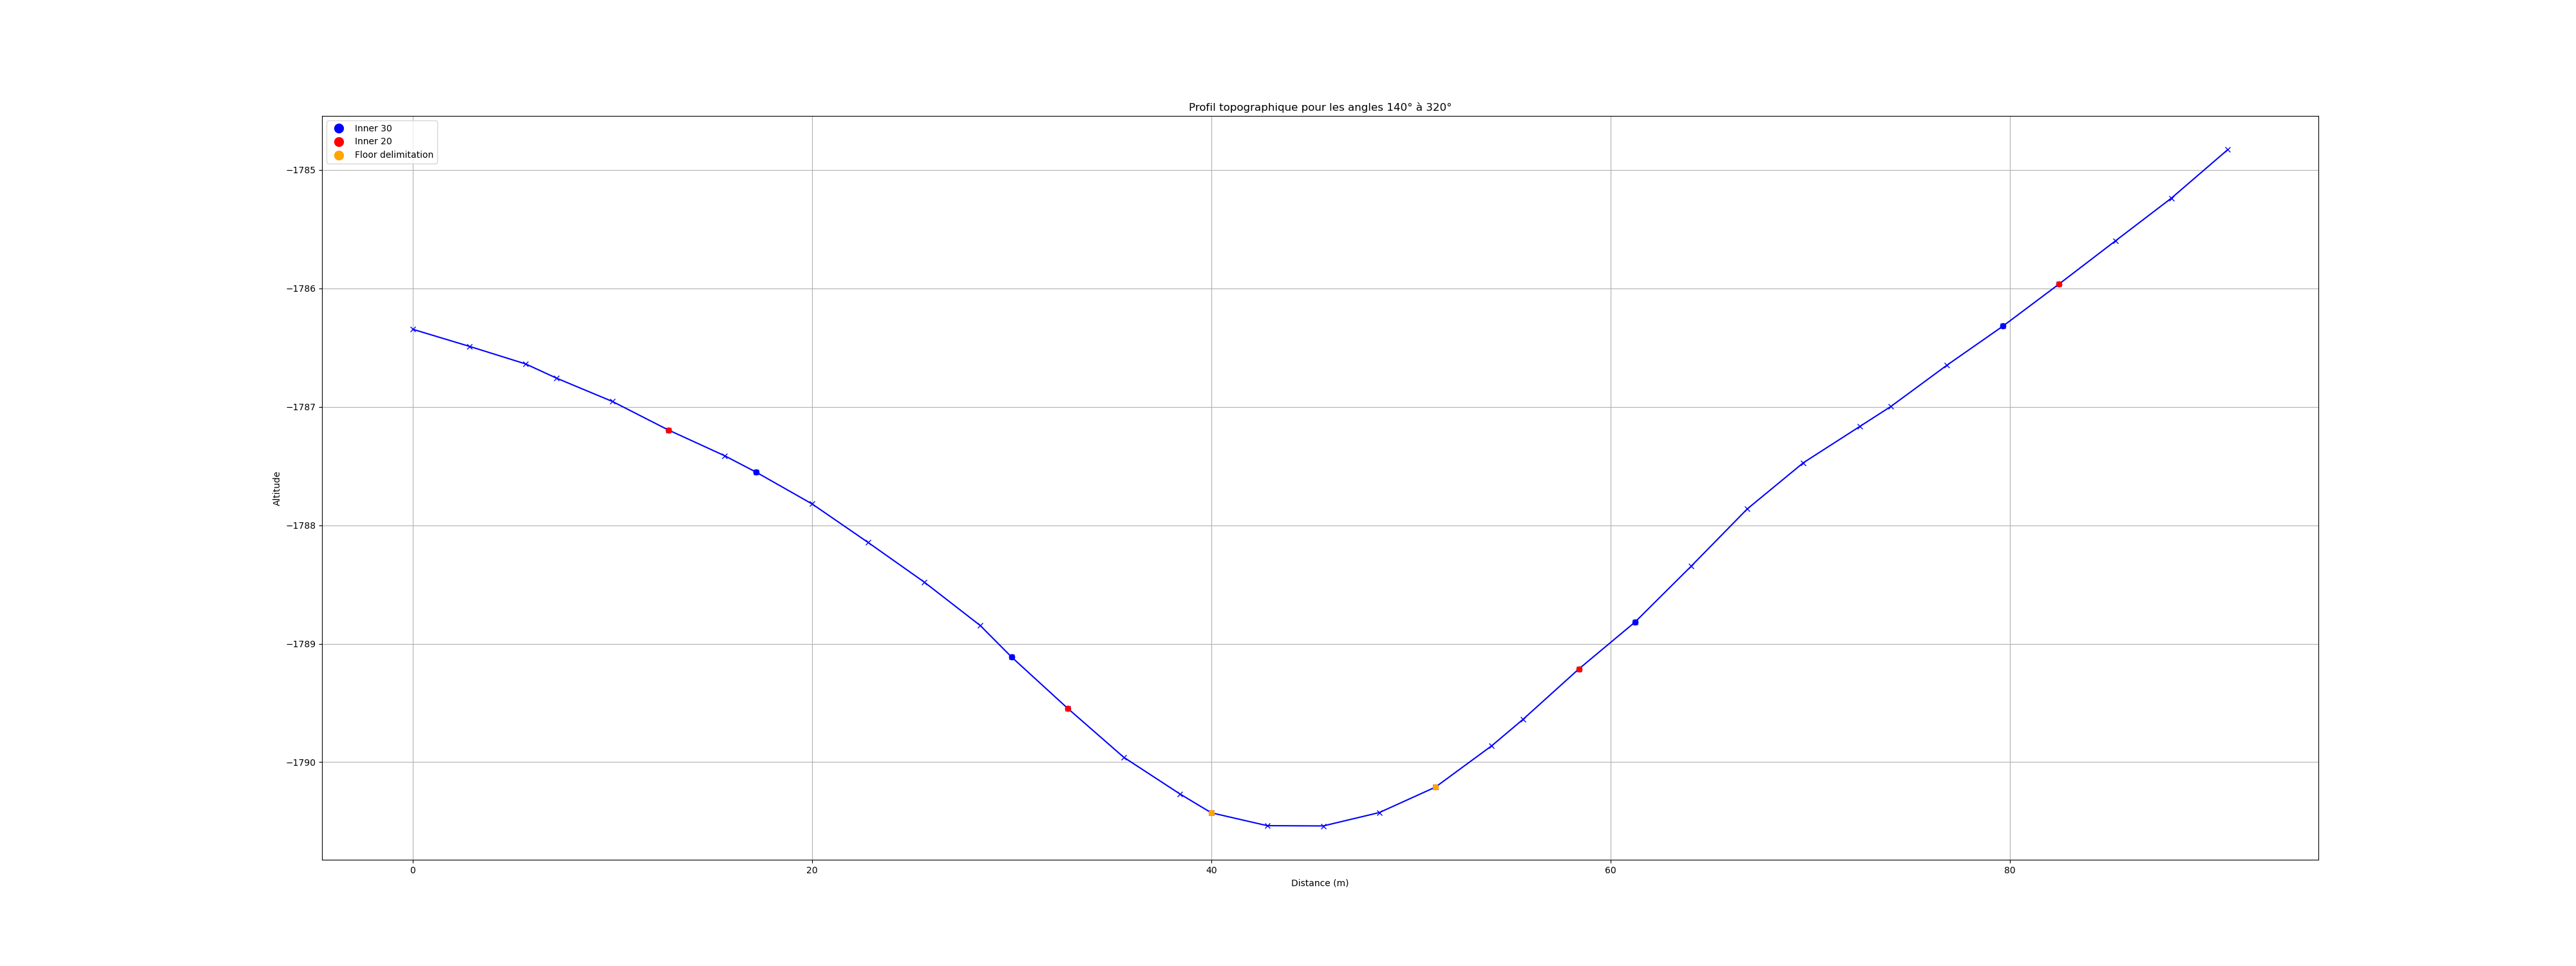 Profil topographique pour les angles 140° à 320°
Inner 30
Inner 20
Floor delimitation
Altitude
−1785
−1786
−1787
−1788
−1789
−1790
0
20
40
60
80
Distance (m)